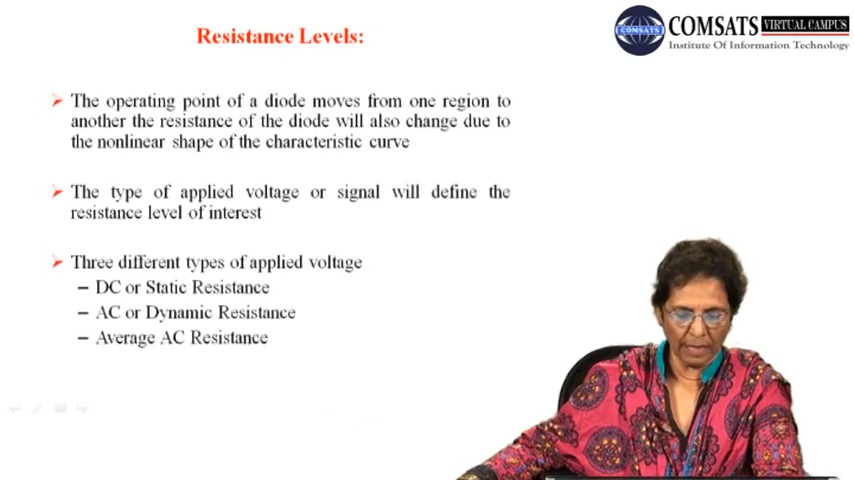 Resistance Levels:
COMSATS VIRTUAL CAMPUS
Institute Of Information Technology
COMSATS
The operating point of a diode moves from one region to
another the resistance of the diode will also change due to
the nonlinear shape of the characteristic curve
The type of applied voltage or signal will define the
resistance level of interest
Three different types of applied voltage
– DC or Static Resistance
– AC or Dynamic Resistance
– Average AC Resistance